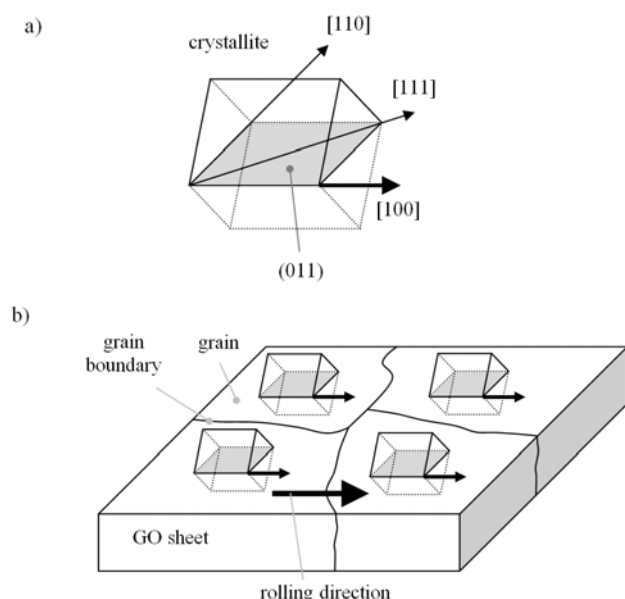 a)
[110]
crystallite
[111]
[100]
(011)
b)
grain
grain
boundary
GO sheet
rolling direction